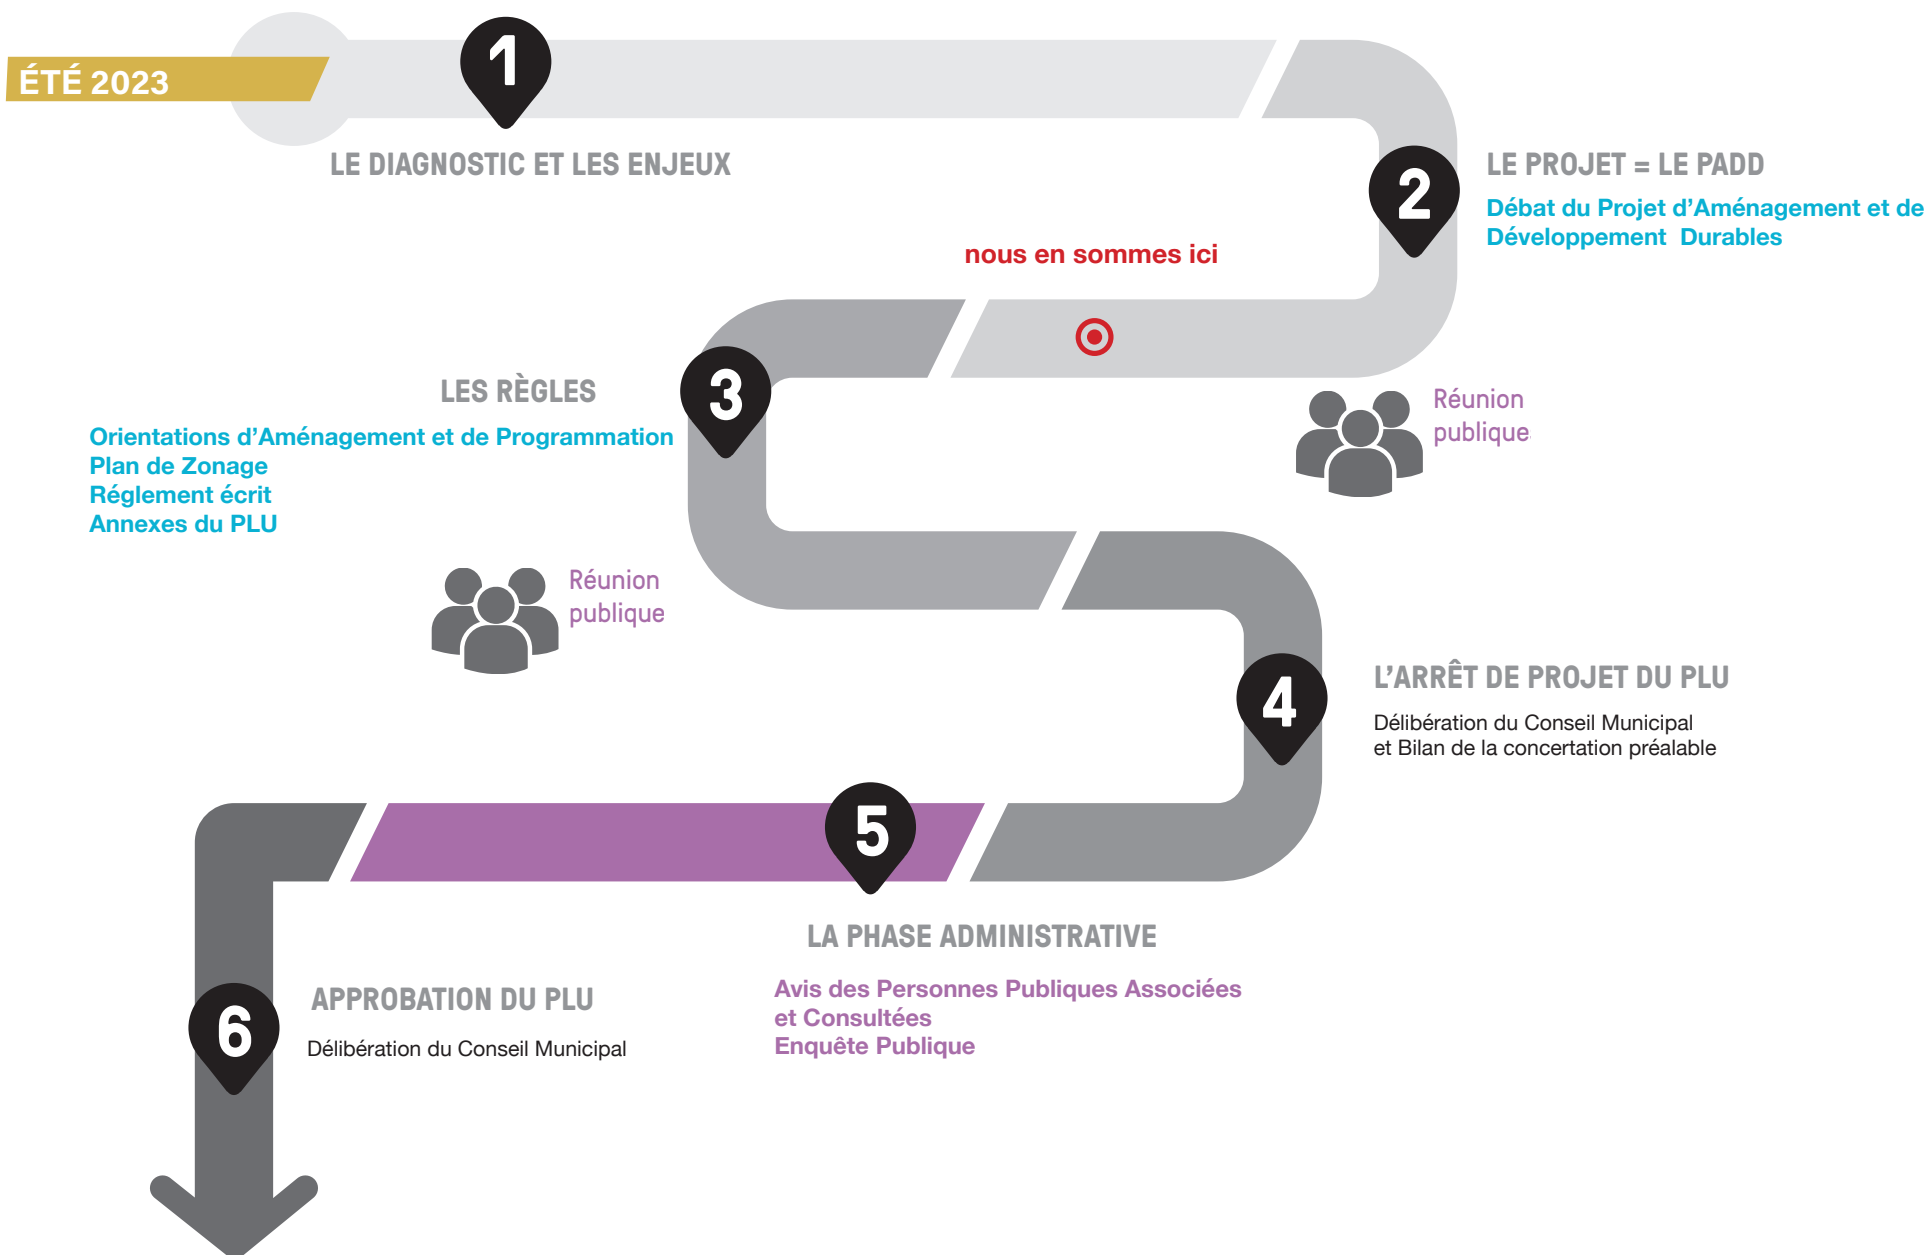 ÉTÉ 2023
1
LE DIAGNOSTIC ET LES ENJEUX
2
LE PROJET = LE PADD
Débat du Projet d'Aménagement et de
Développement Durables
nous en sommes ici
3
LES RÈGLES
Orientations d'Aménagement et de Programmation
Plan de Zonage
Réglement écrit
Annexes du PLU
Réunion
publique
Réunion
publique
4
L'ARRÊT DE PROJET DU PLU
Délibération du Conseil Municipal
et Bilan de la concertation préalable
5
LA PHASE ADMINISTRATIVE
Avis des Personnes Publiques Associées
et Consultées
Enquête Publique
6
APPROBATION DU PLU
Délibération du Conseil Municipal